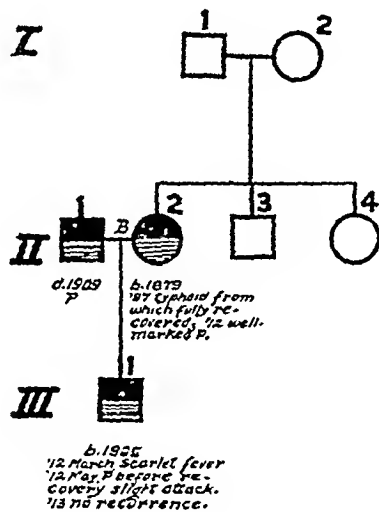 I 1 2
1 B 2 3 4
II
d.1909
P
b.1879
'97 typhoid from
which fully re-
covered, '12 well-
marked P.
1
III
b.1905
'12 March Scarlet fever
'12 May, P before re-
covery slight attack.
'13 no recurrence.